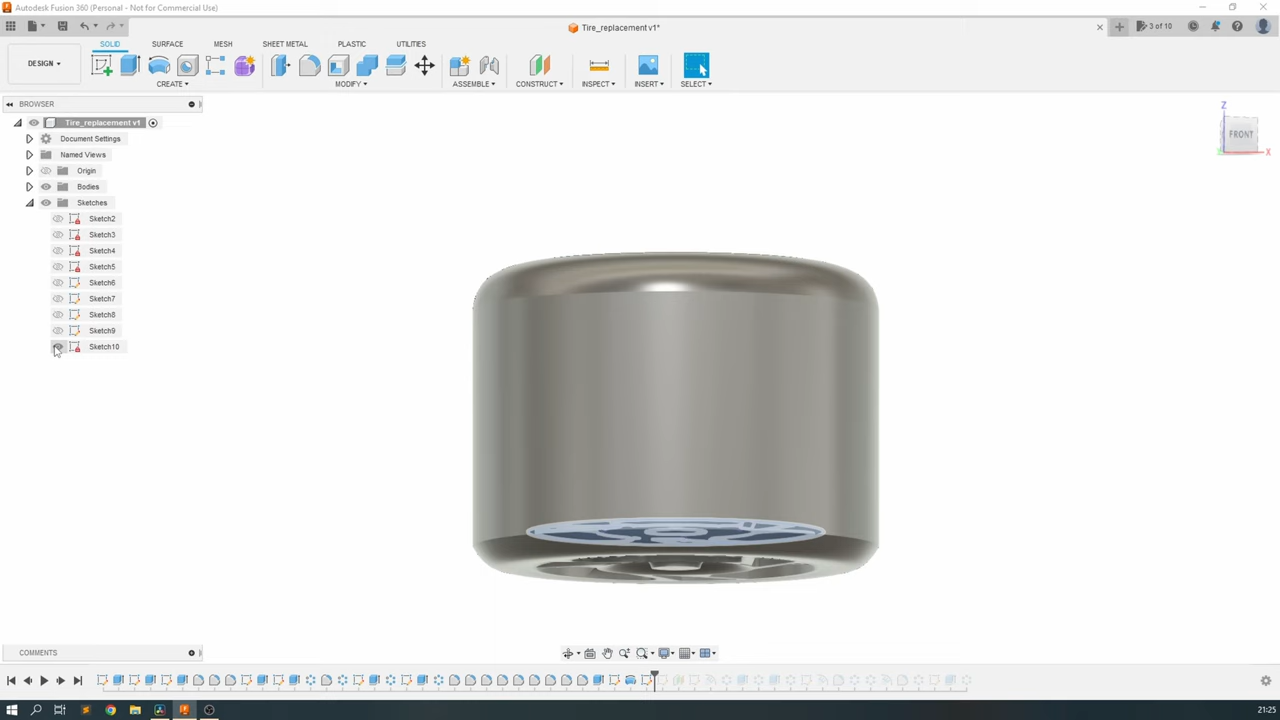 Autodesk Fusion 360 (Personal - Not for Commercial Use)
Tire_replacement v1*
3 of 10
SOLID SURFACE MESH SHEET METAL PLASTIC UTILITIES
DESIGN
CREATE MODIFY ASSEMBLE CONSTRUCT INSPECT INSERT SELECT
BROWSER
Tire_replacement v1
Document Settings
Named Views
Origin
Bodies
Sketches
Sketch2
Sketch3
Sketch4
Sketch5
Sketch6
Sketch7
Sketch8
Sketch9
Sketch10
Z
FRONT
X
COMMENTS
21:25